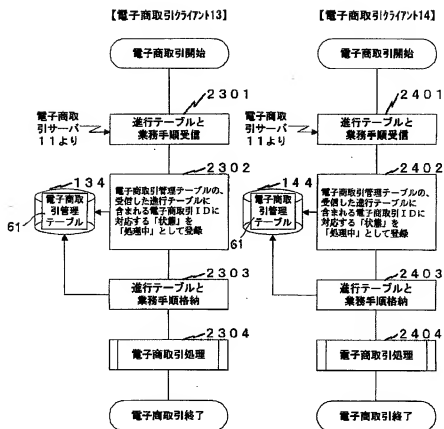 【電子商取引クライアント13】
電子商取引開始
2301
電子商取
引サーバー
11より
進行テーブルと
業務手順受信
2302
134
電子商取
引管理
テーブル
61
電子商取引管理テーブルの、
受信した進行テーブルに
含まれる電子商取引IDに
対応する「状態」を
「処理中」として登録
2303
進行テーブルと
業務手順格納
2304
電子商取引処理
電子商取引終了
【電子商取引クライアント14】
電子商取引開始
2401
電子商取
引サーバー
11より
進行テーブルと
業務手順受信
2402
144
電子商取
引管理
テーブル
61
電子商取引管理テーブルの、
受信した進行テーブルに
含まれる電子商取引IDに
対応する「状態」を
「処理中」として登録
2403
進行テーブルと
業務手順格納
2404
電子商取引処理
電子商取引終了